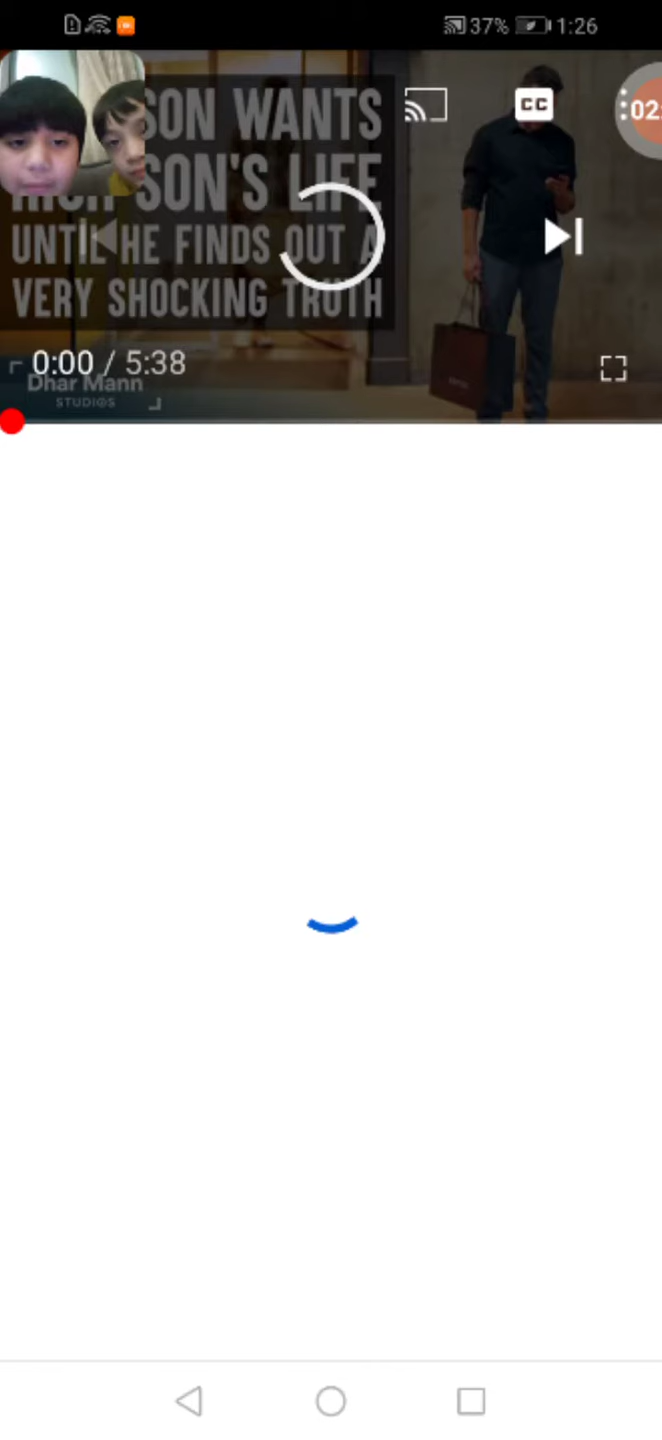 37% 1:26
SON WANTS
SON'S LIFE
UNTIL HE FINDS OUT A
VERY SHOCKING TRUTH
CC
02
0:00 / 5:38
Dhar Mann
STUDIOS